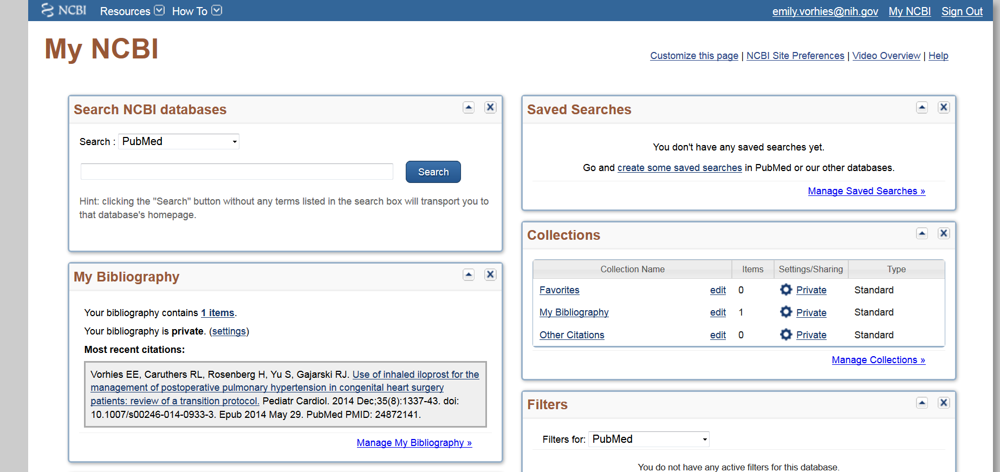 NCBI Resources How To emily.vorhies@nih.gov My NCBI Sign Out
My NCBI
Customize this page | NCBI Site Preferences | Video Overview | Help
Search NCBI databases
Search : PubMed
Search
Hint: clicking the "Search" button without any terms listed in the search box will transport you to
that database's homepage.
My Bibliography
Your bibliography contains 1 items.
Your bibliography is private. (settings)
Most recent citations:
Vorhies EE, Caruthers RL, Rosenberg H, Yu S, Gajarski RJ. Use of inhaled iloprost for the
management of postoperative pulmonary hypertension in congenital heart surgery
patients: review of a transition protocol. Pediatr Cardiol. 2014 Dec;35(8):1337-43. doi:
10.1007/s00246-014-0933-3. Epub 2014 May 29. PubMed PMID: 24872141.
Manage My Bibliography »
Saved Searches
You don't have any saved searches yet.
Go and create some saved searches in PubMed or our other databases.
Manage Saved Searches »
Collections
Collection Name Items Settings/Sharing Type
Favorites edit 0 Private Standard
My Bibliography edit 1 Private Standard
Other Citations edit 0 Private Standard
Manage Collections »
Filters
Filters for: PubMed
You do not have any active filters for this database.